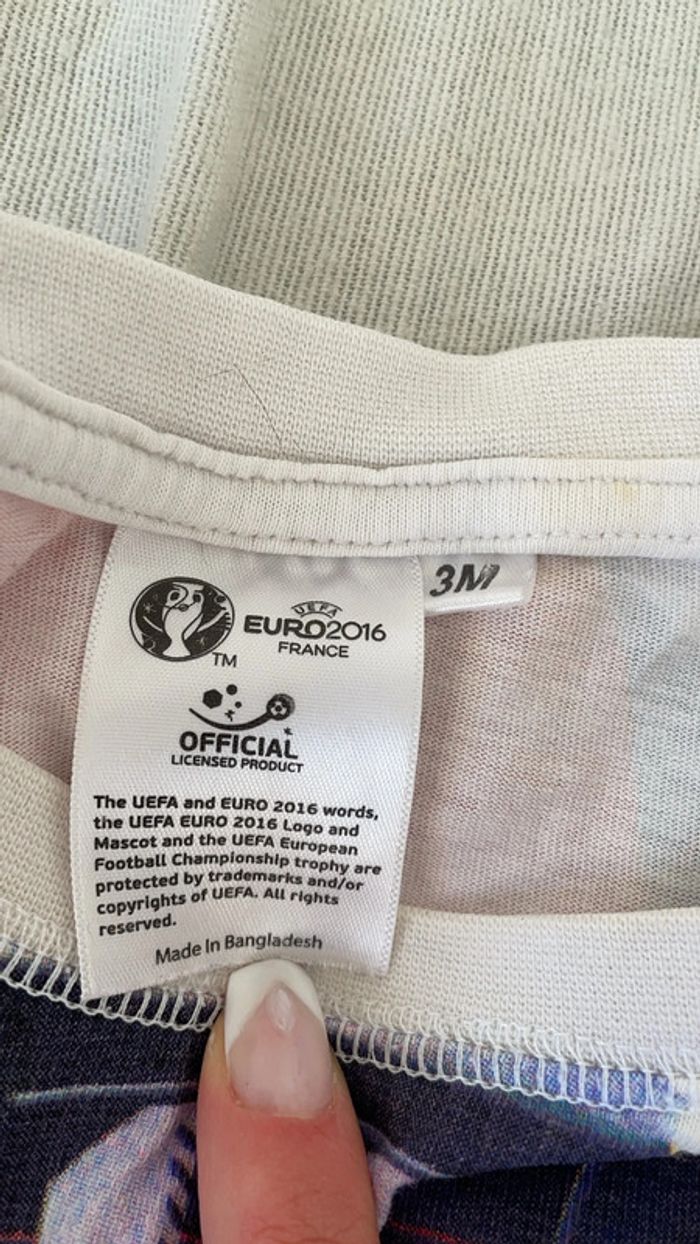 3M
UEFA
EURO2016
FRANCE
TM
OFFICIAL
LICENSED PRODUCT
The UEFA and EURO 2016 words,
the UEFA EURO 2016 Logo and
Mascot and the UEFA European
Football Championship trophy are
protected by trademarks and/or
copyrights of UEFA. All rights
reserved.
Made In Bangladesh